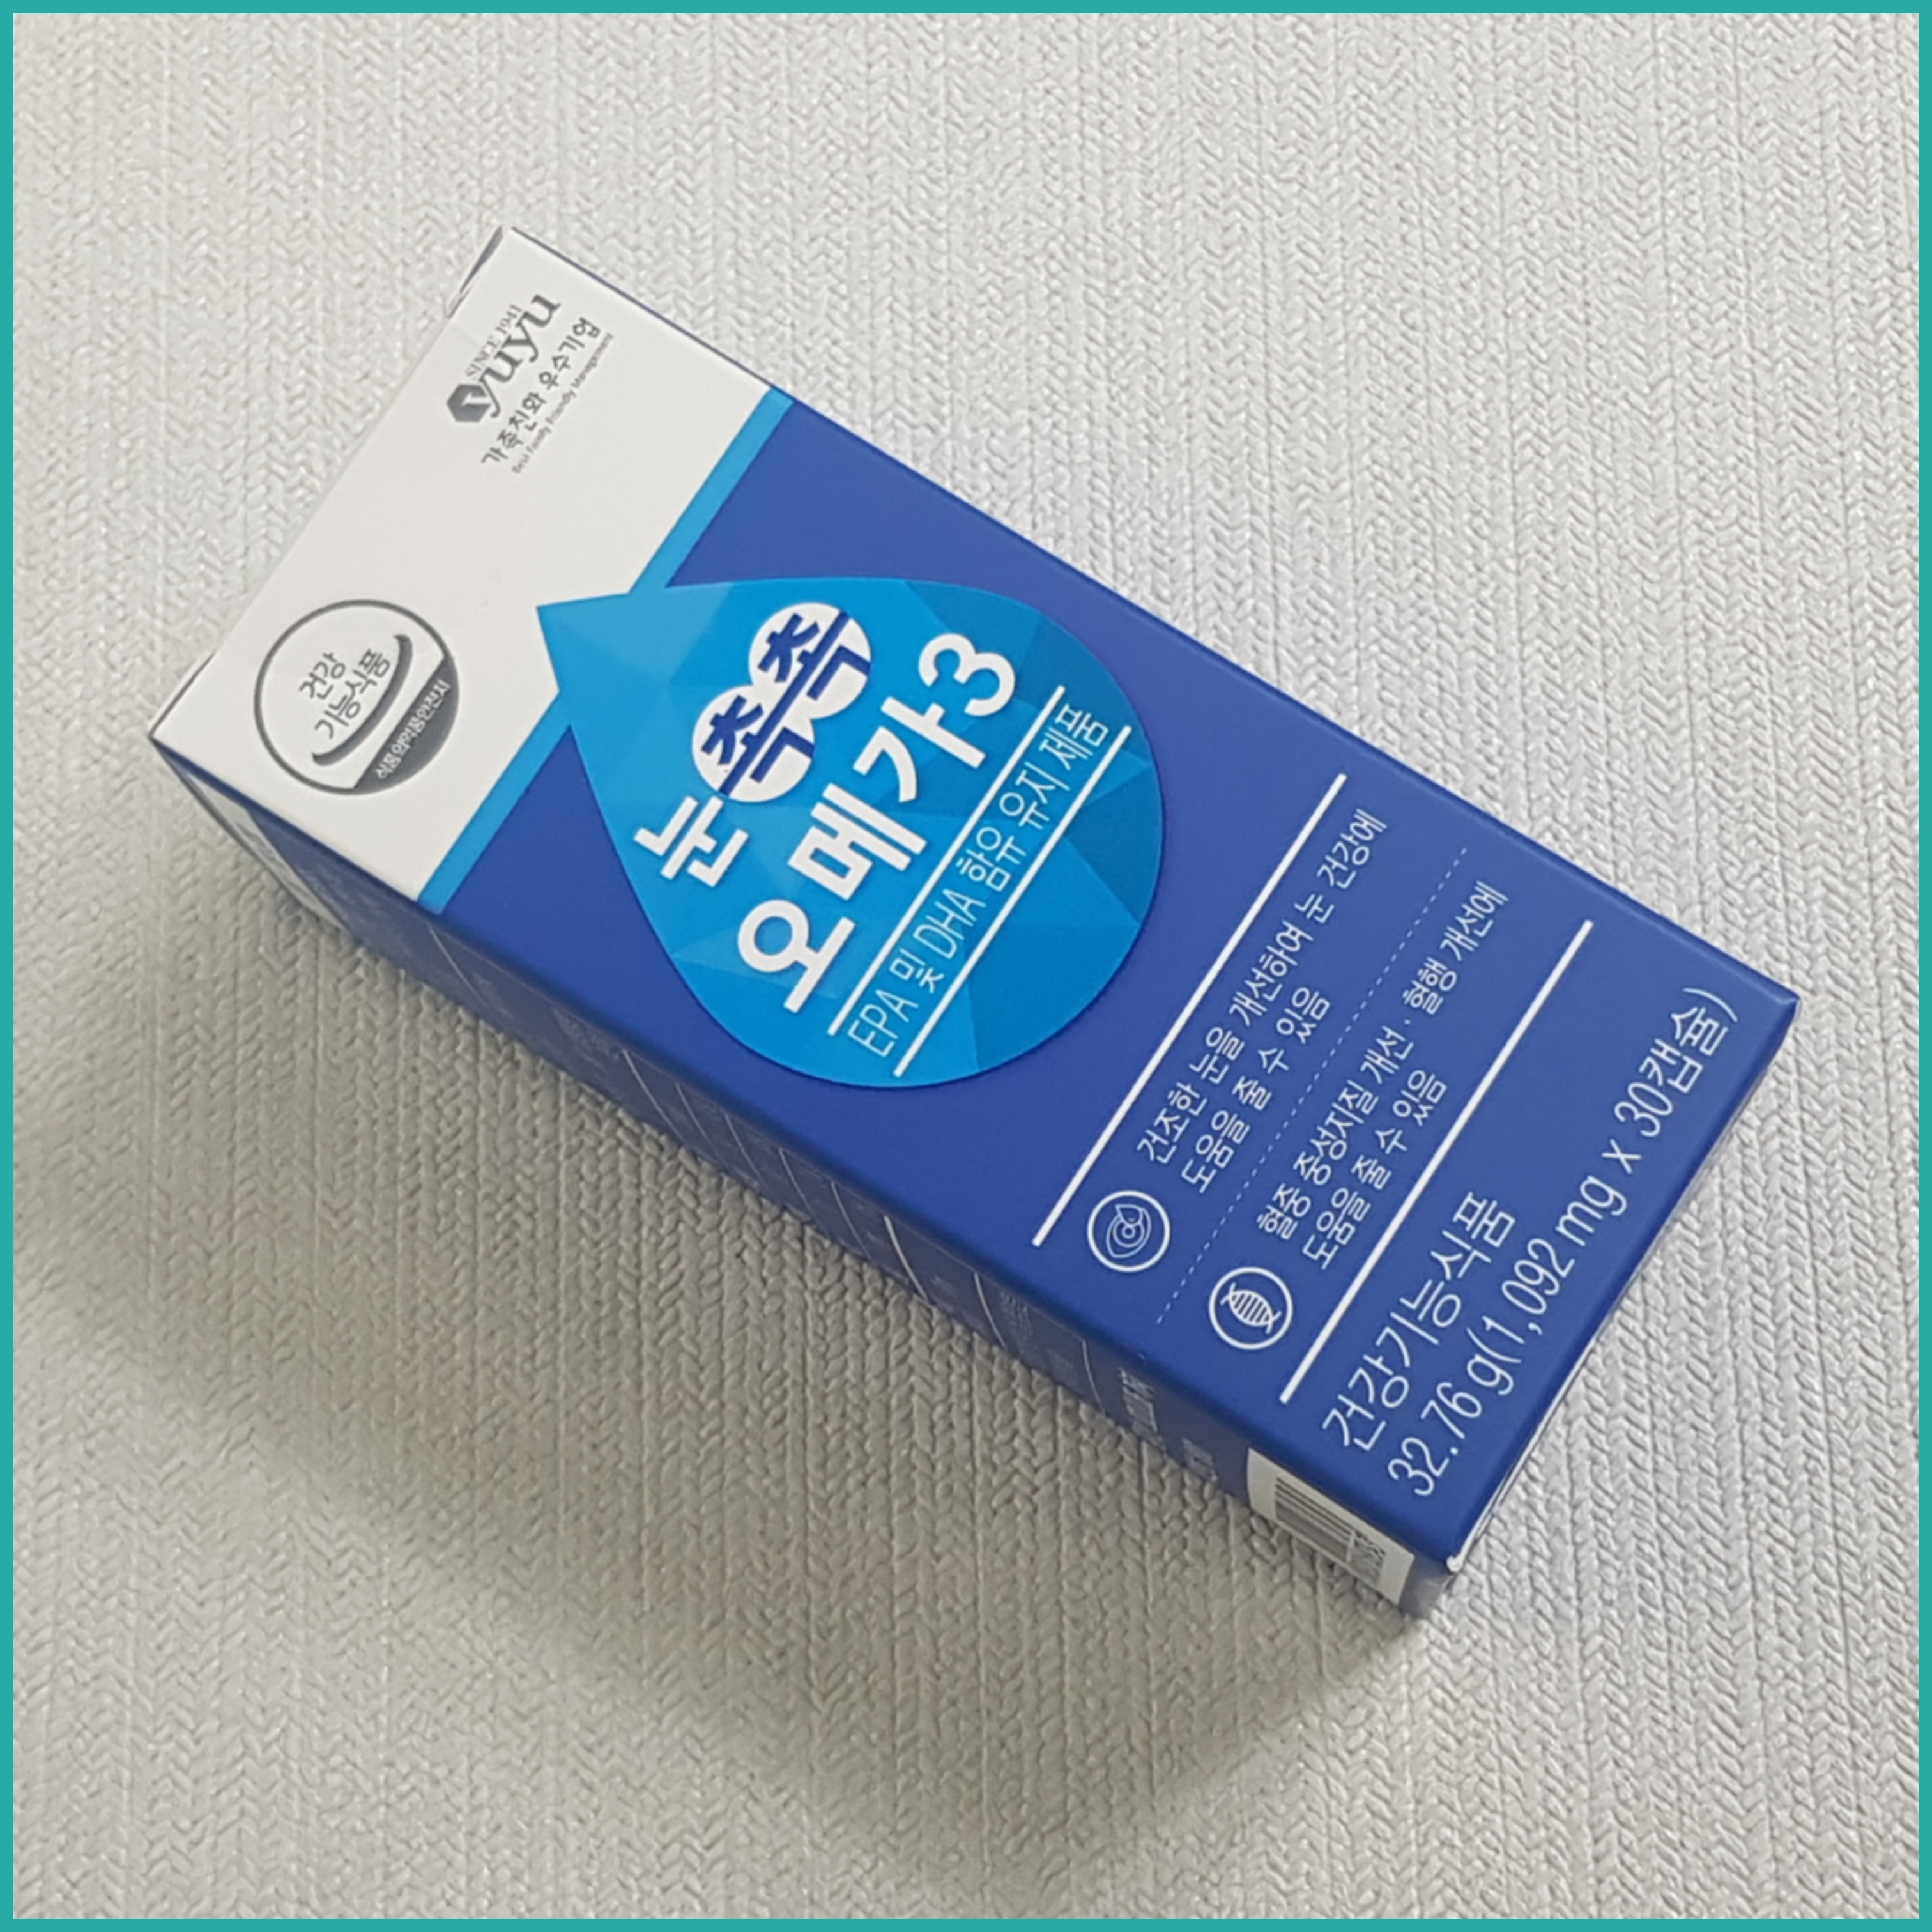 SINCE 1941
yuyu
가족친화 우수기업
Best Family Friendly Management
건강
기능식품
식품의약품안전처
눈촉촉
오메가3
EPA 및 DHA 함유 유지 제품
건조한 눈을 개선하여 눈 건강에
도움을 줄 수 있음
혈중 중성지질 개선 · 혈행 개선에
도움을 줄 수 있음
건강기능식품
32.76 g(1,092 mg x 30캡슐)